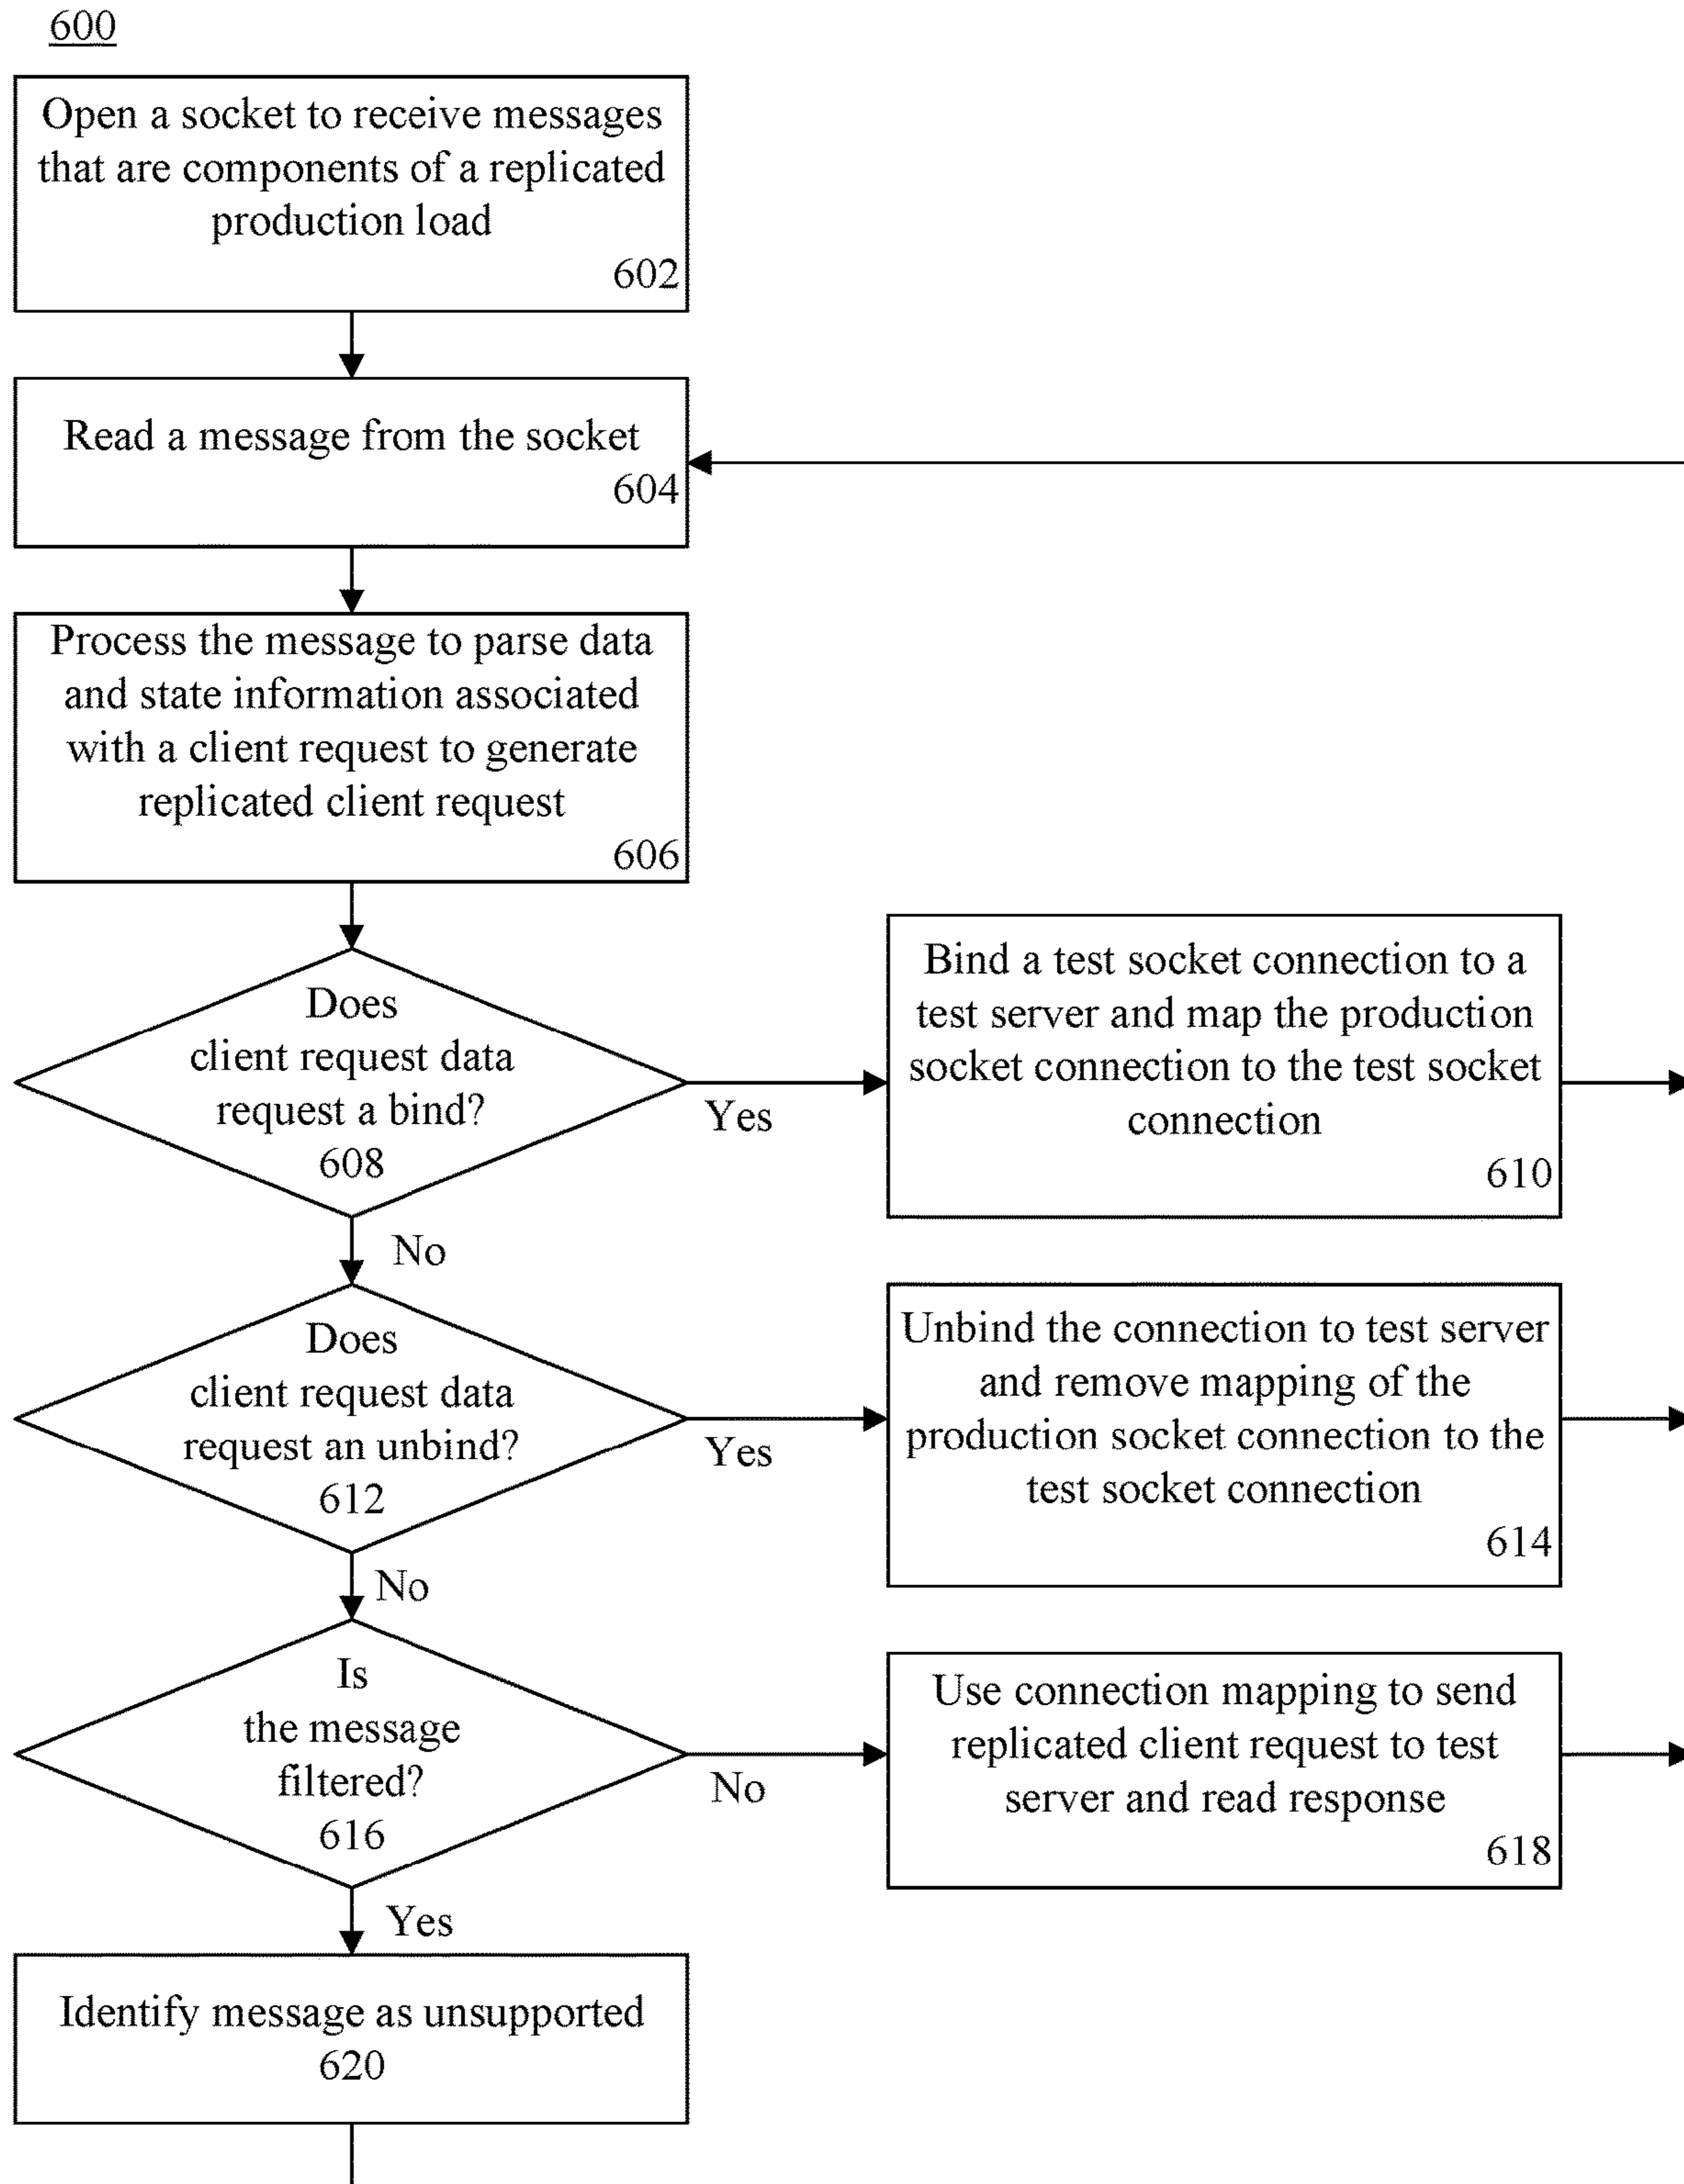 600
Open a socket to receive messages
that are components of a replicated
production load
602
Read a message from the socket
604
Process the message to parse data
and state information associated
with a client request to generate
replicated client request
606
Does
client request data
request a bind?
608
Yes
Bind a test socket connection to a
test server and map the production
socket connection to the test socket
connection
610
No
Does
client request data
request an unbind?
612
Yes
Unbind the connection to test server
and remove mapping of the
production socket connection to the
test socket connection
614
No
Is
the message
filtered?
616
No
Use connection mapping to send
replicated client request to test
server and read response
618
Yes
Identify message as unsupported
620